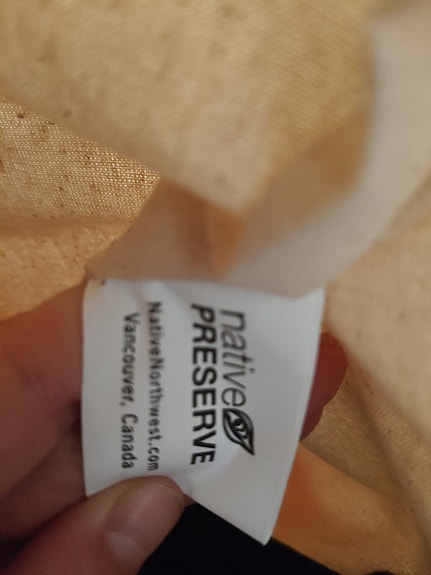 native
PRESERVE
NativeNorthwest.com
Vancouver, Canada